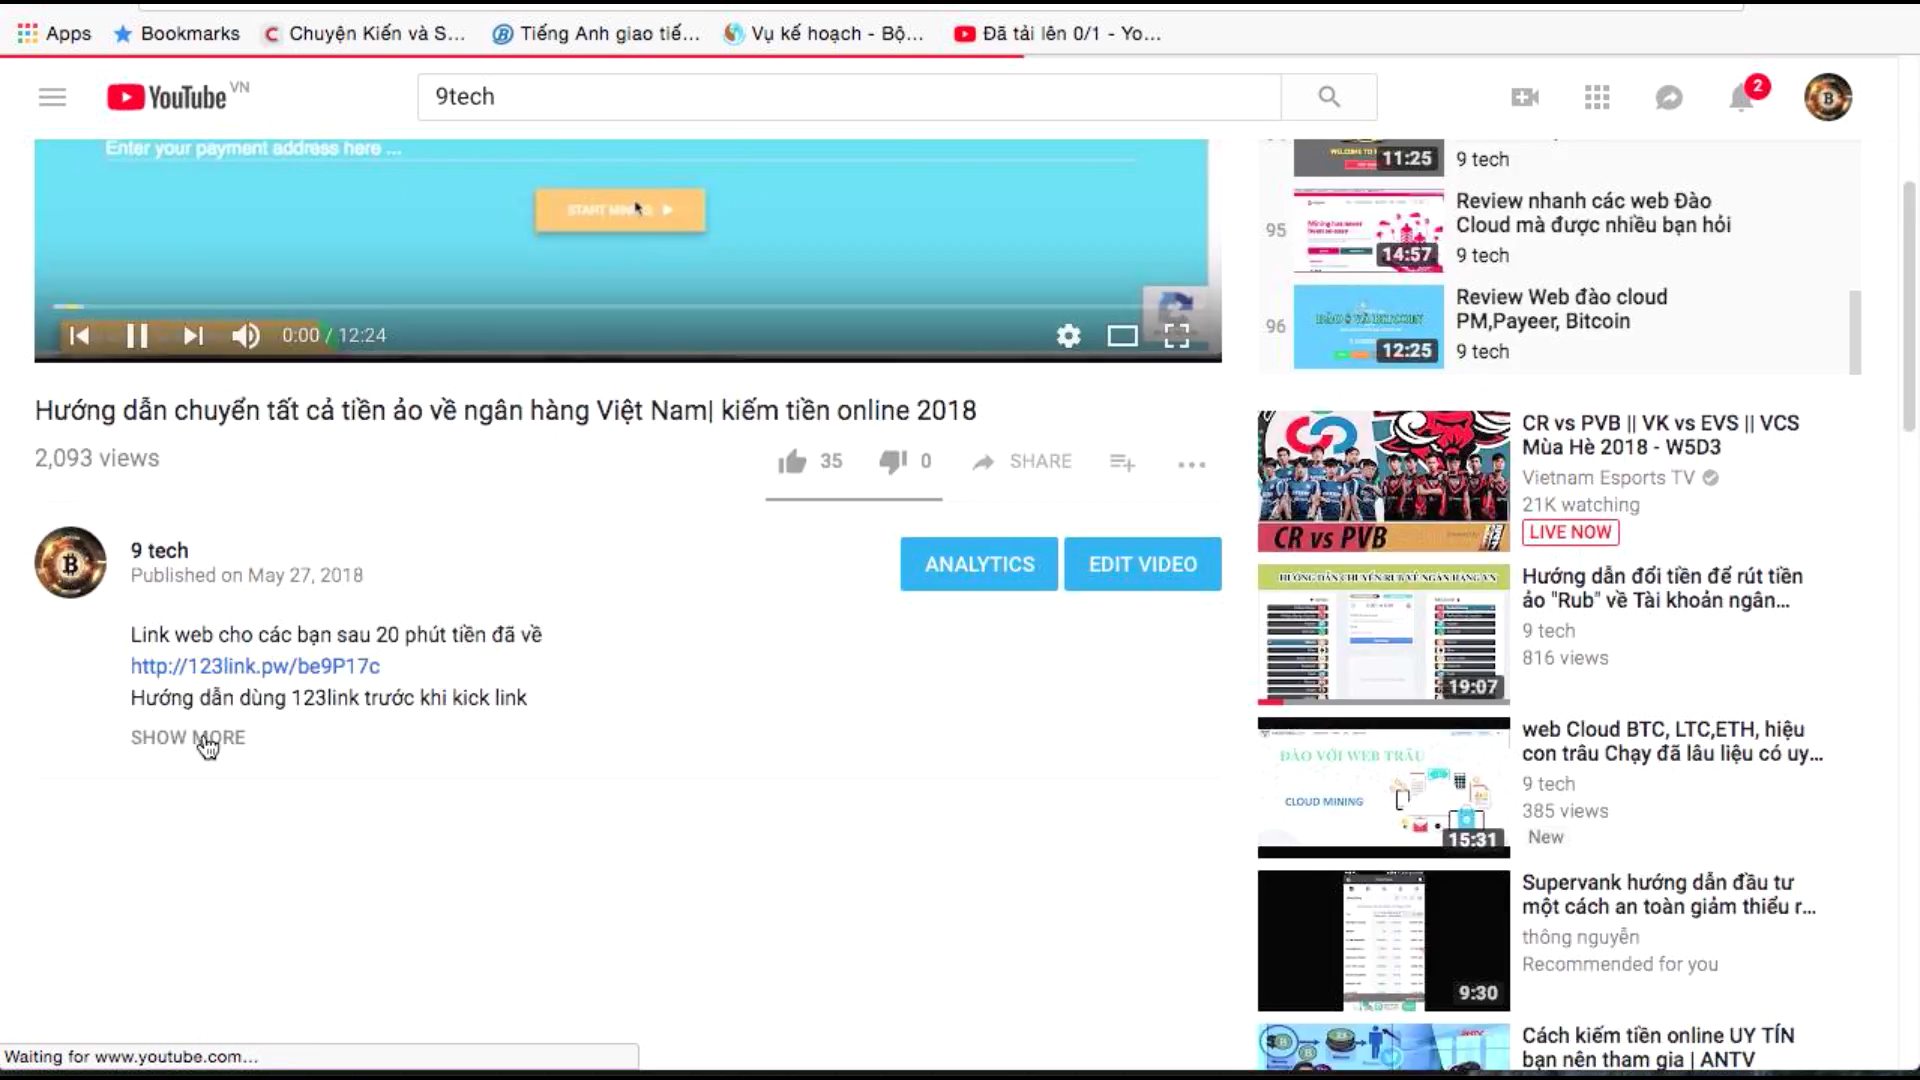 Apps Bookmarks Chuyện Kiến và S... Tiếng Anh giao tiế... Vụ kế hoạch - Bộ... Đã tải lên 0/1 - Yo...
YouTube VN
9tech
2
Enter your payment address here ...
START MINING
0:00 / 12:24
Hướng dẫn chuyển tất cả tiền ảo về ngân hàng Việt Nam| kiếm tiền online 2018
2,093 views
35
0
SHARE
9 tech
Published on May 27, 2018
ANALYTICS
EDIT VIDEO
Link web cho các bạn sau 20 phút tiền đã về
http://123link.pw/be9P17c
Hướng dẫn dùng 123link trước khi kick link
SHOW MORE
11:25
9 tech
95
14:57
Review nhanh các web Đào
Cloud mà được nhiều bạn hỏi
9 tech
96
12:25
Review Web đào cloud
PM,Payeer, Bitcoin
9 tech
CR vs PVB
CR vs PVB || VK vs EVS || VCS
Mùa Hè 2018 - W5D3
Vietnam Esports TV
21K watching
LIVE NOW
HƯỚNG DẪN CHUYỂN RUB VỀ NGÂN HÀNG VN
19:07
Hướng dẫn đổi tiền để rút tiền
ảo "Rub" về Tài khoản ngân...
9 tech
816 views
ĐÀO VỚI WEB TRÂU
CLOUD MINING
15:31
web Cloud BTC, LTC,ETH, hiệu
con trâu Chạy đã lâu liệu có uy...
9 tech
385 views
New
9:30
Supervank hướng dẫn đầu tư
một cách an toàn giảm thiểu r...
thông nguyễn
Recommended for you
Cách kiếm tiền online UY TÍN
bạn nên tham gia | ANTV
Waiting for www.youtube.com...